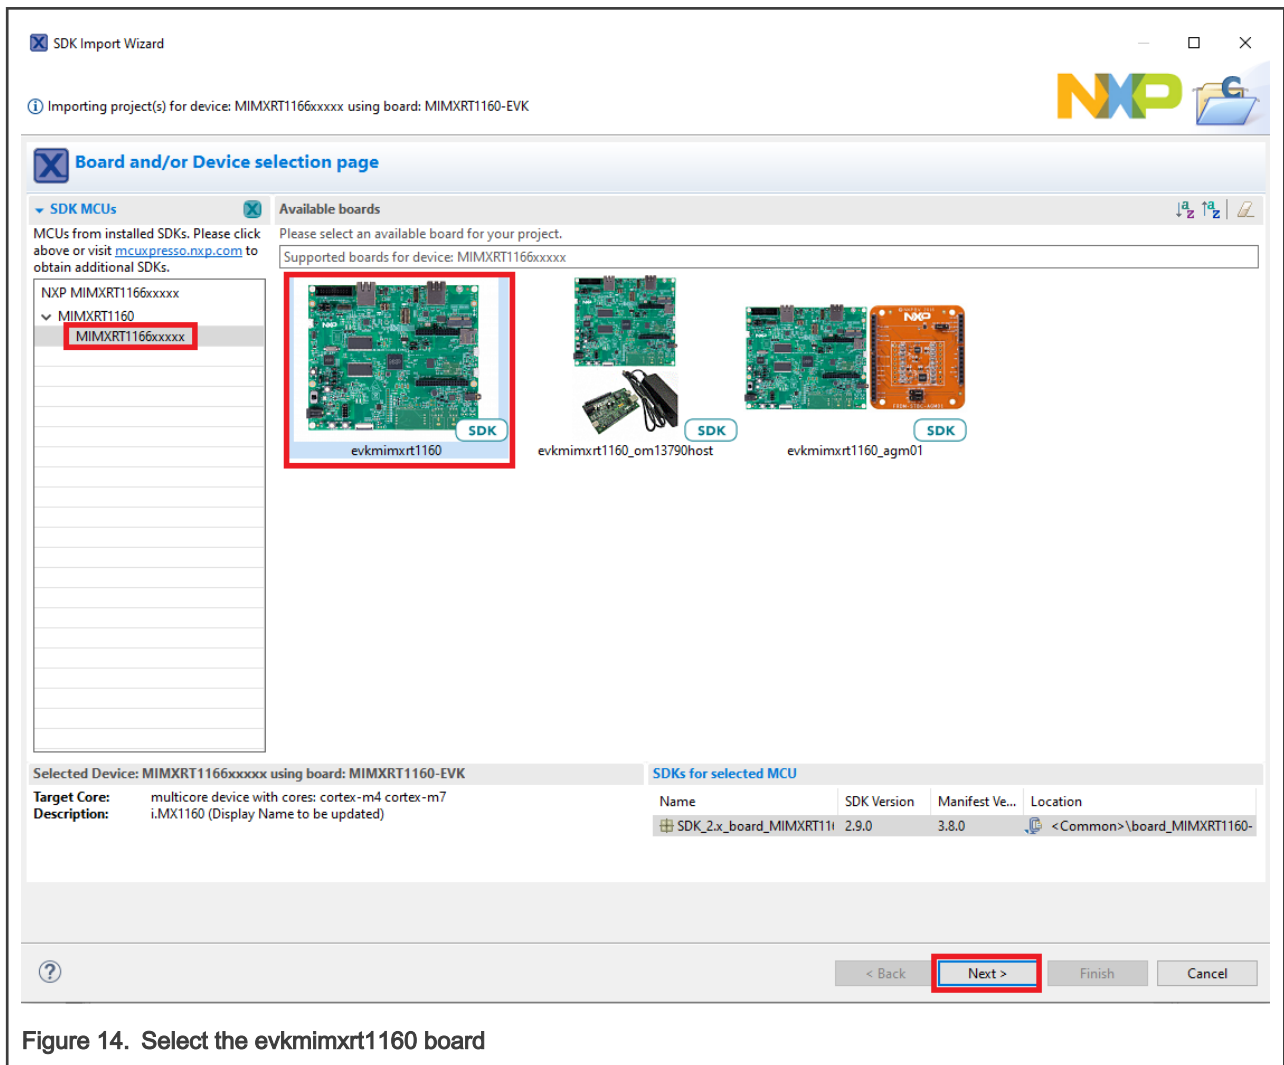 SDK Import Wizard
Importing project(s) for device: MIMXRT1166xxxxx using board: MIMXRT1160-EVK
NXP
Board and/or Device selection page
SDK MCUs
MCUs from installed SDKs. Please click
above or visit mcuxpresso.nxp.com to
obtain additional SDKs.
NXP MIMXRT1166xxxxx
MIMXRT1160
MIMXRT1166xxxxx
Available boards
Please select an available board for your project.
Supported boards for device: MIMXRT1166xxxxx
SDK
evkmimxrt1160
SDK
evkmimxrt1160_om13790host
NXP
SDK
evkmimxrt1160_agm01
Selected Device: MIMXRT1166xxxxx using board: MIMXRT1160-EVK
Target Core: multicore device with cores: cortex-m4 cortex-m7
Description: i.MX1160 (Display Name to be updated)
SDKs for selected MCU
Name SDK Version Manifest Ve... Location
SDK_2.x_board_MIMXRT11 2.9.0 3.8.0 <Common>\board_MIMXRT1160-
< Back Next > Finish Cancel
Figure 14. Select the evkmimxrt1160 board